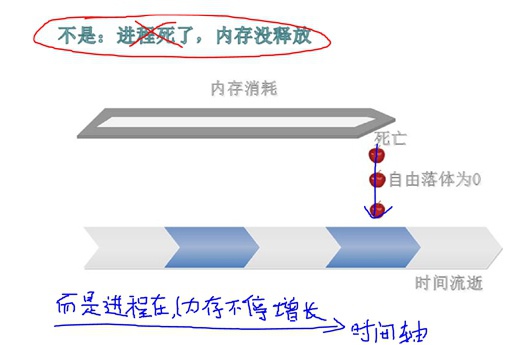 不是：进程死了，内存没释放
内存消耗
死亡
自由落体为0
时间流逝
而是进程在,内存不停增长
时间轴